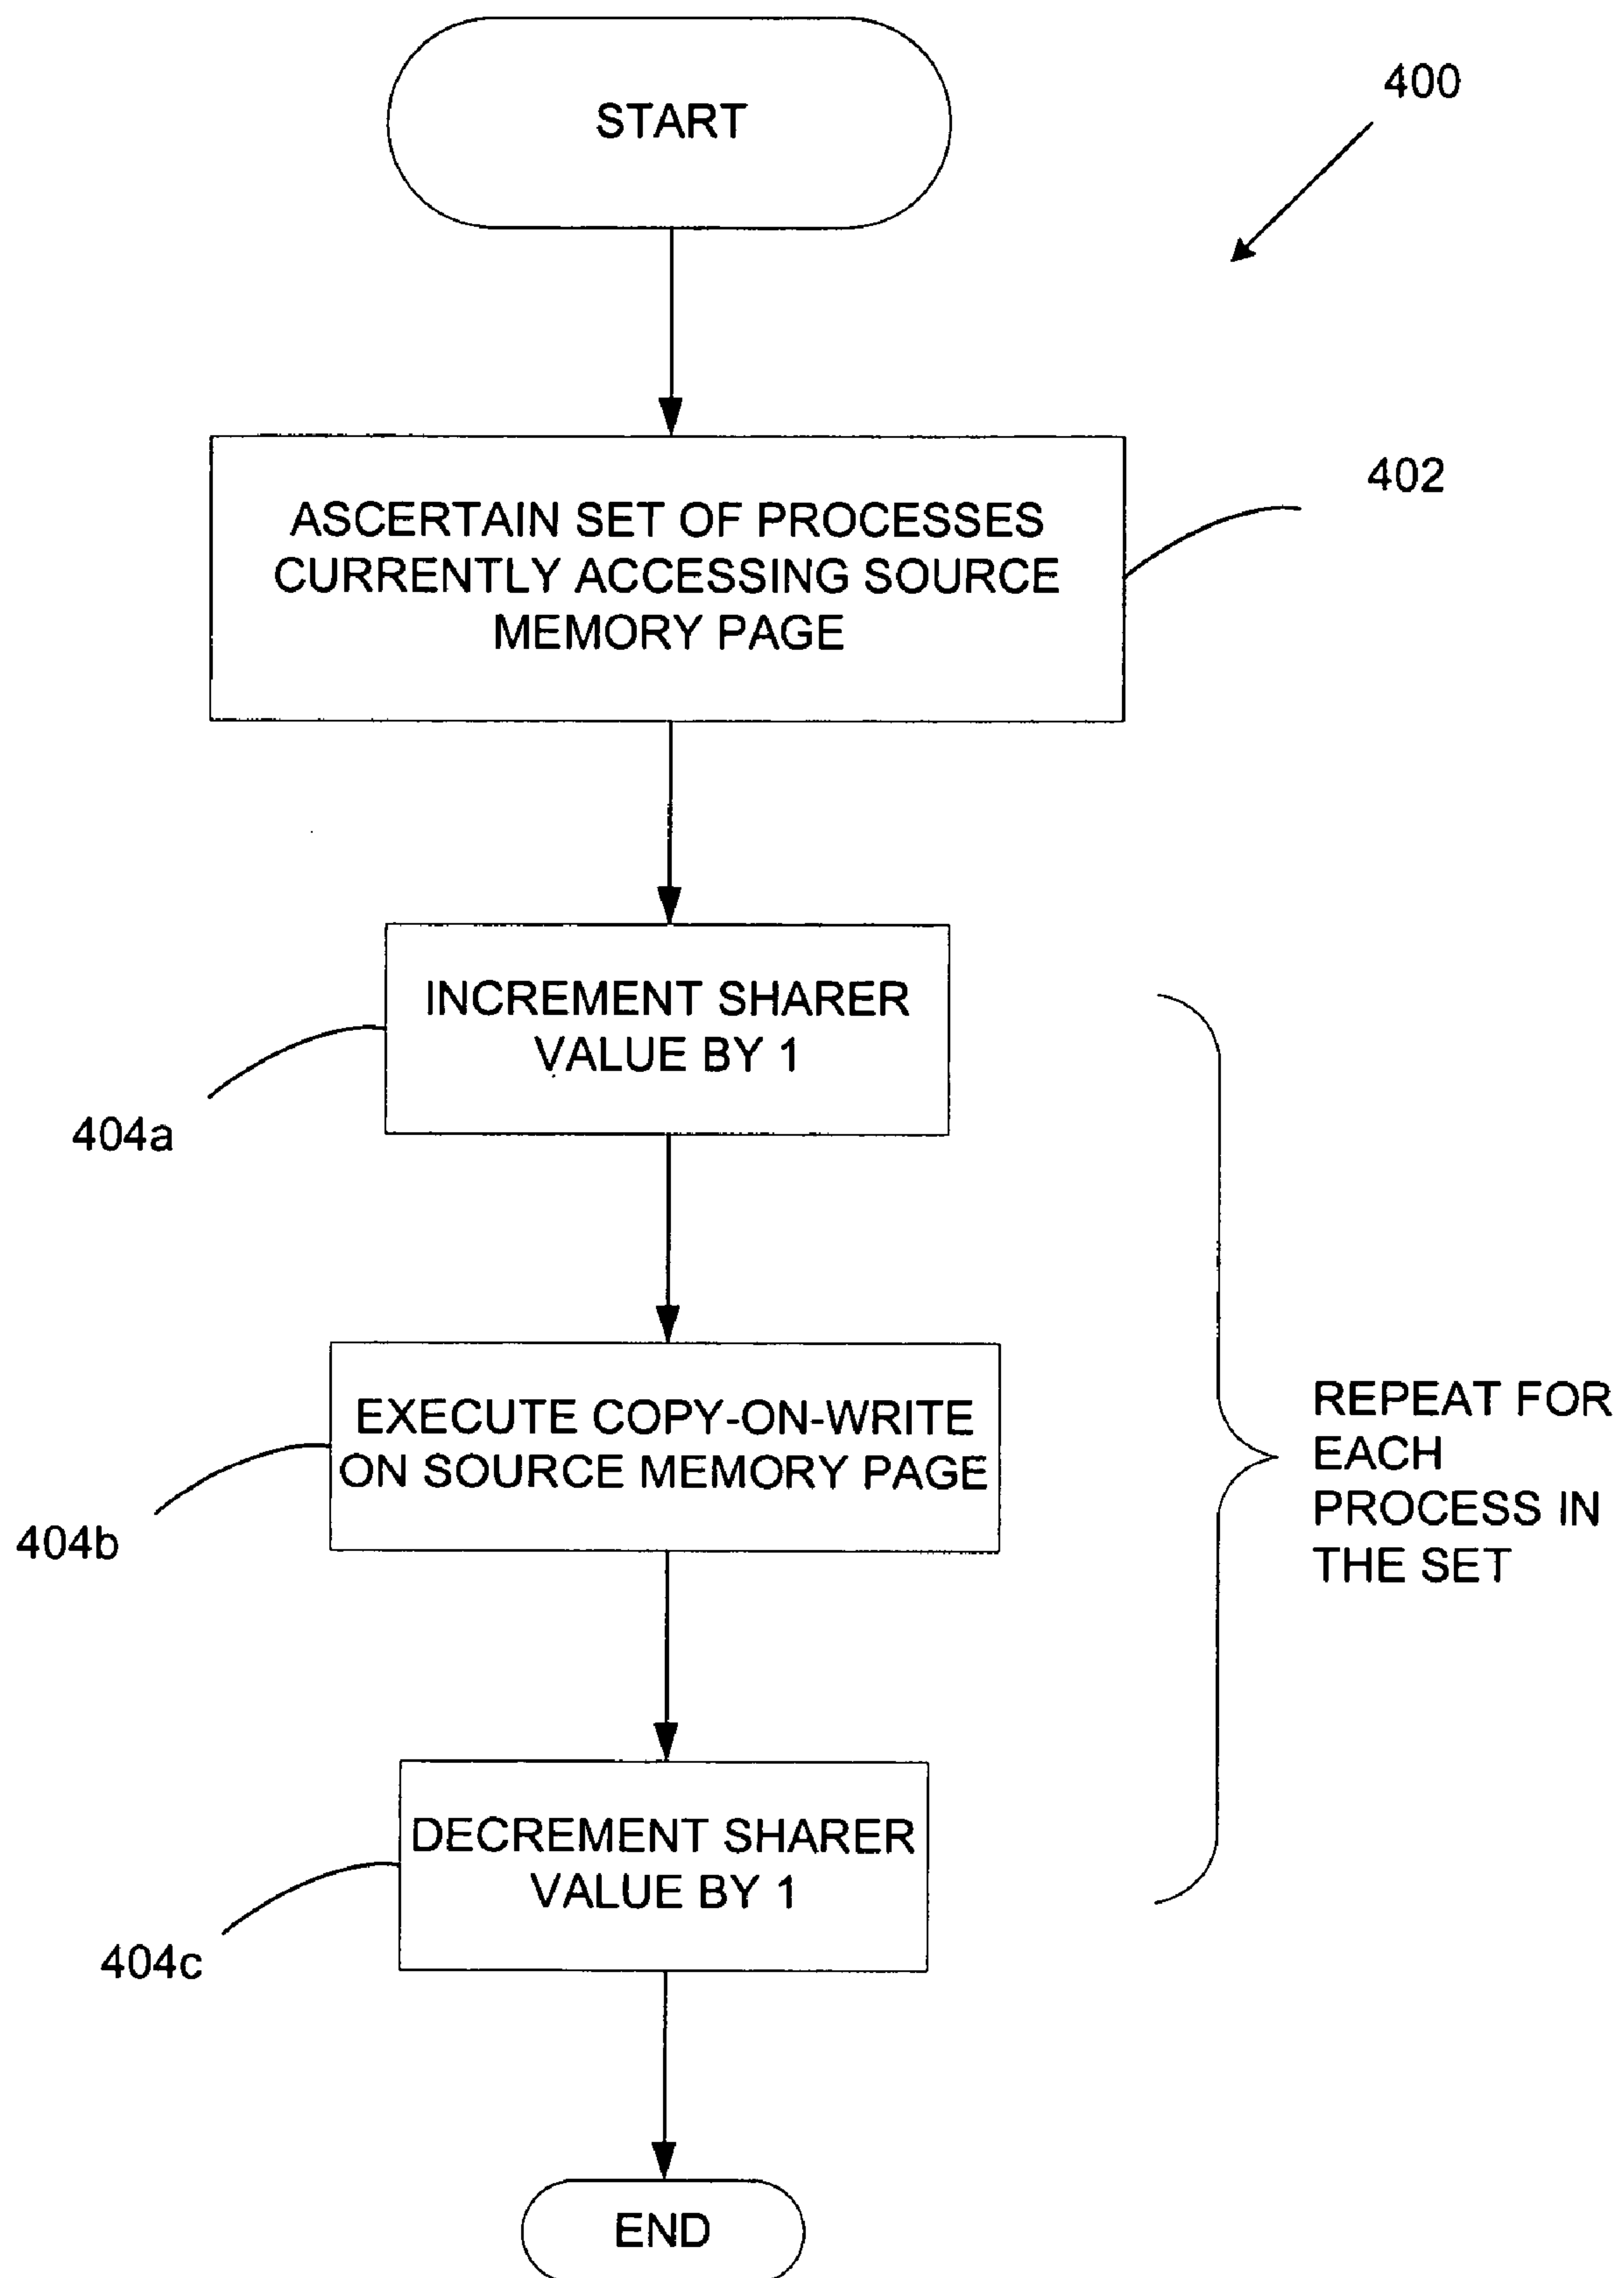 START
400
ASCERTAIN SET OF PROCESSES
CURRENTLY ACCESSING SOURCE
MEMORY PAGE
402
INCREMENT SHARER
VALUE BY 1
404a
EXECUTE COPY-ON-WRITE
ON SOURCE MEMORY PAGE
404b
REPEAT FOR
EACH
PROCESS IN
THE SET
DECREMENT SHARER
VALUE BY 1
404c
END